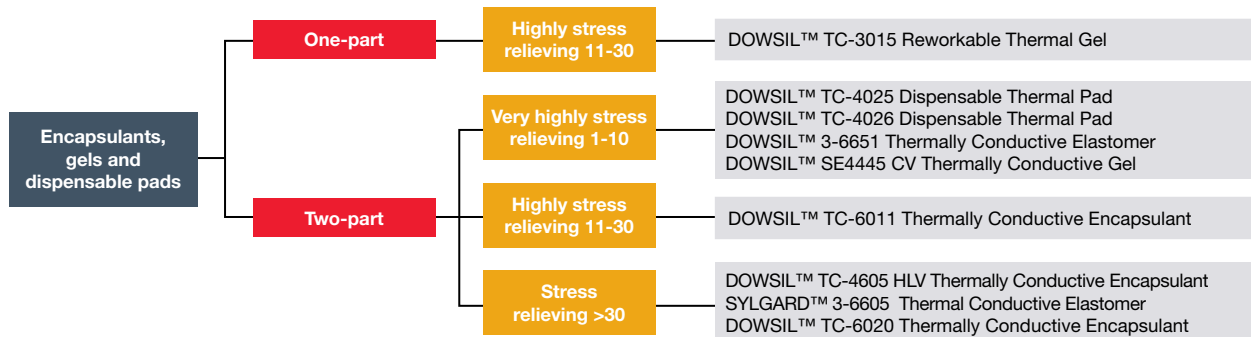 Encapsulants,
gels and
dispensable pads
One-part
Highly stress
relieving 11-30
DOWSIL™ TC-3015 Reworkable Thermal Gel
Two-part
Very highly stress
relieving 1-10
DOWSIL™ TC-4025 Dispensable Thermal Pad
DOWSIL™ TC-4026 Dispensable Thermal Pad
DOWSIL™ 3-6651 Thermally Conductive Elastomer
DOWSIL™ SE4445 CV Thermally Conductive Gel
Highly stress
relieving 11-30
DOWSIL™ TC-6011 Thermally Conductive Encapsulant
Stress
relieving >30
DOWSIL™ TC-4605 HLV Thermally Conductive Encapsulant
SYLGARD™ 3-6605 Thermal Conductive Elastomer
DOWSIL™ TC-6020 Thermally Conductive Encapsulant